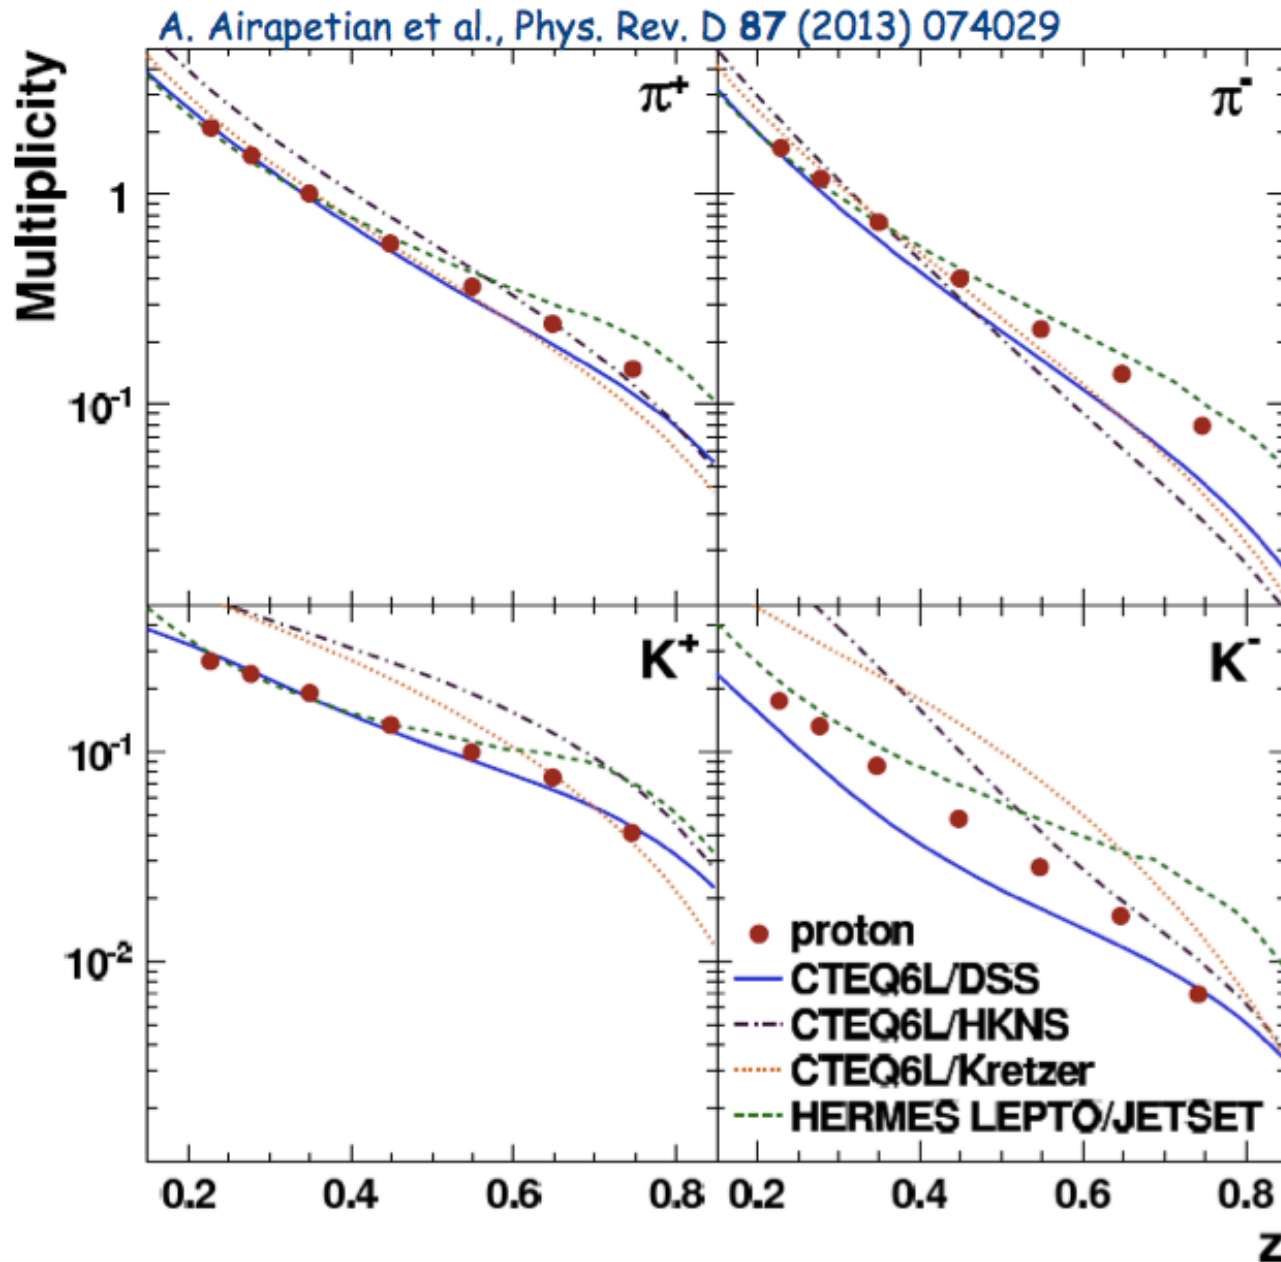 A. Airapetian et al., Phys. Rev. D 87 (2013) 074029
Multiplicity
π+
π-
1
10-1
K+
K-
10-1
10-2
proton
CTEQ6L/DSS
CTEQ6L/HKNS
CTEQ6L/Kretzer
HERMES LEPTO/JETSET
0.2 0.4 0.6 0.8 0.2 0.4 0.6 0.8
z